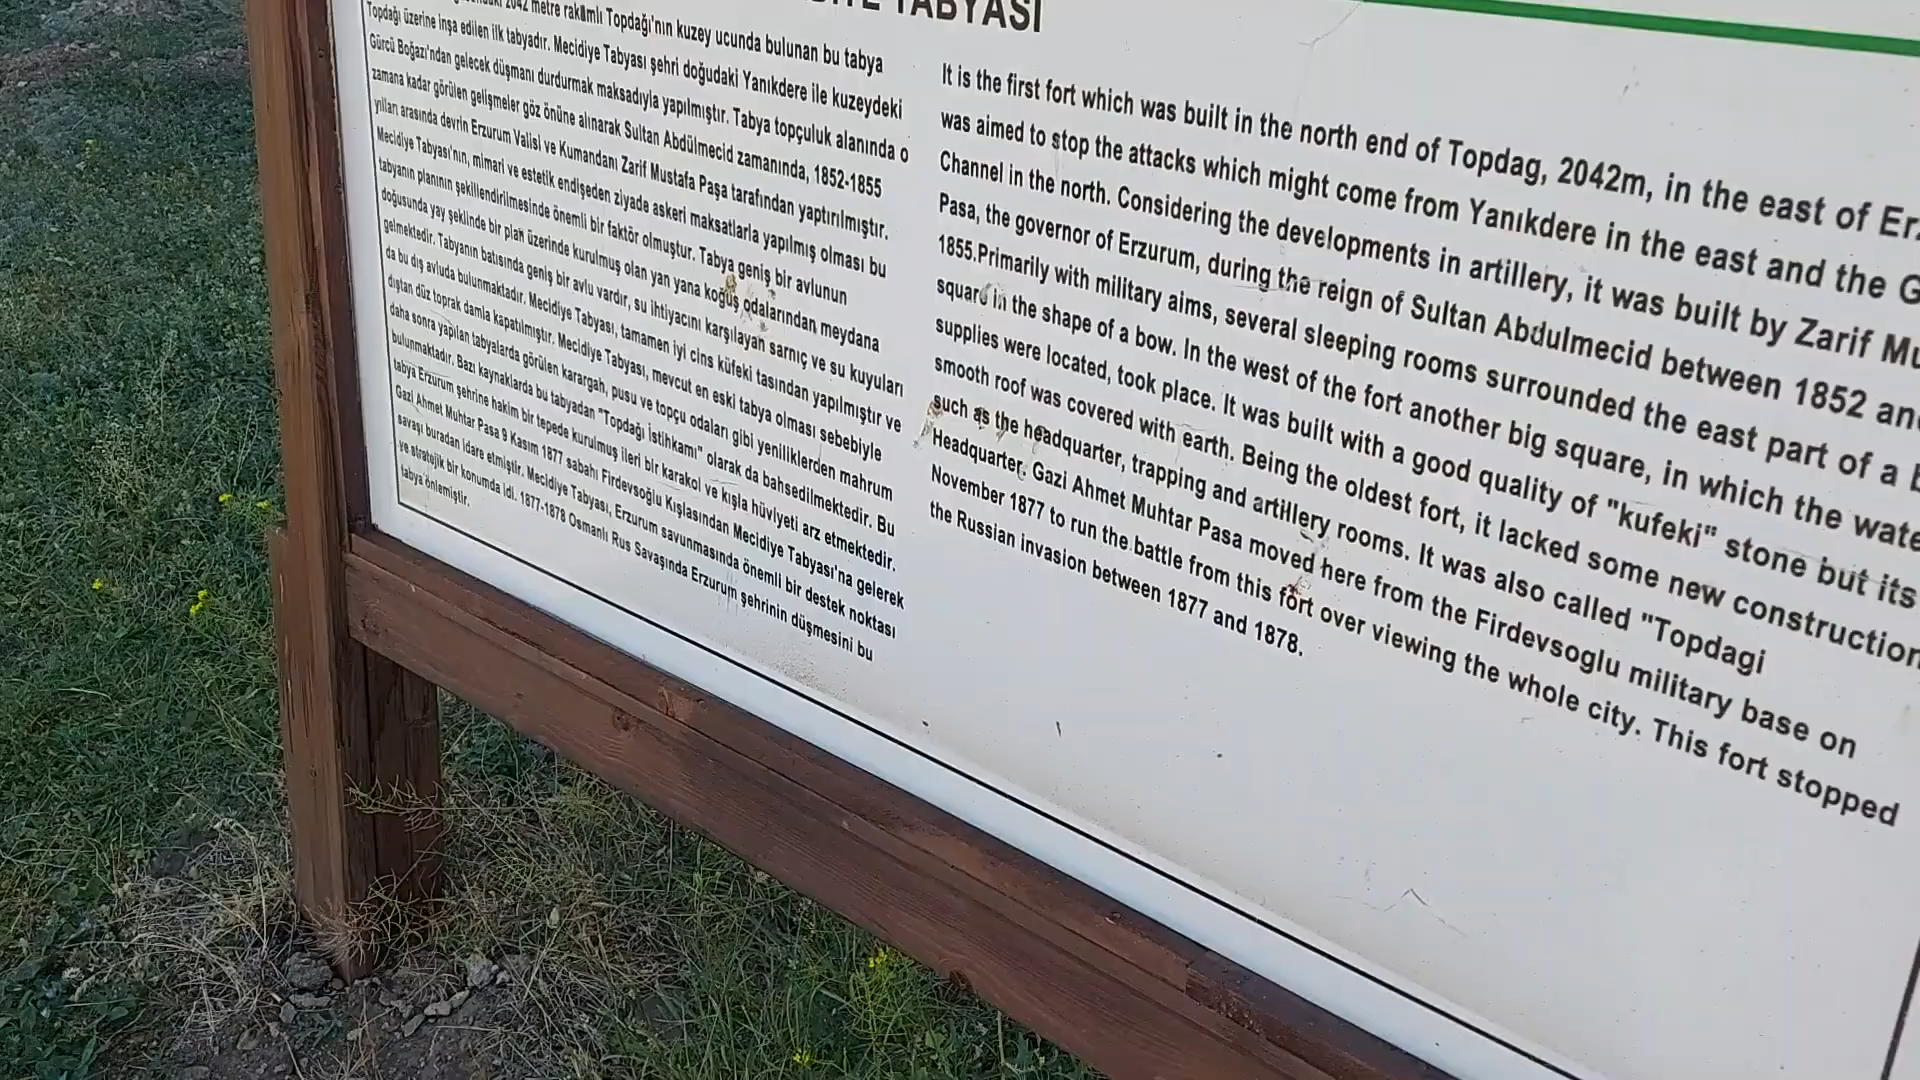 TABYASI
2042 metre rakımlı Topdağı'nın kuzey ucunda bulunan bu tabya
Topdağı üzerine inşa edilen ilk tabyadır. Mecidiye Tabyası şehri doğudaki Yanıkdere ile kuzeydeki
Gürcü Boğazı'ndan gelecek düşmanı durdurmak maksadıyla yapılmıştır. Tabya topçuluk alanında o
zamana kadar görülen gelişmeler göz önüne alınarak Sultan Abdülmecid zamanında, 1852-1855
yılları arasında devrin Erzurum Valisi ve Kumandanı Zarif Mustafa Paşa tarafından yaptırılmıştır.
Mecidiye Tabyası'nın, mimari ve estetik endişeden ziyade askeri maksatlarla yapılmış olması bu
tabyanın planının şekillendirilmesinde önemli bir faktör olmuştur. Tabya geniş bir avlunun
doğusunda yay şeklinde bir plan üzerinde kurulmuş olan yan yana koğuş odalarından meydana
gelmektedir. Tabyanın batısında geniş bir avlu vardır, su ihtiyacını karşılayan sarnıç ve su kuyuları
da bu dış avluda bulunmaktadır. Mecidiye Tabyası, tamamen iyi cins küfeki tasından yapılmıştır ve
dıştan düz toprak damla kapatılmıştır. Mecidiye Tabyası, mevcut en eski tabya olması sebebiyle
daha sonra yapılan tabyalarda görülen karargah, pusu ve topçu odaları gibi yeniliklerden mahrum
bulunmaktadır. Bazı kaynaklarda bu tabyadan "Topdağı İstihkamı" olarak da bahsedilmektedir. Bu
tabya Erzurum şehrine hakim bir tepede kurulmuş ileri bir karakol ve kışla hüviyeti arz etmektedir.
Gazi Ahmet Muhtar Pasa 9 Kasım 1877 sabahı Firdevsoğlu Kışlasından Mecidiye Tabyası'na gelerek
savaşı buradan idare etmiştir. Mecidiye Tabyası, Erzurum savunmasında önemli bir destek noktası
ve stratejik bir konumda idi. 1877-1878 Osmanlı Rus Savaşında Erzurum şehrinin düşmesini bu
tabya önlemiştir.
It is the first fort which was built in the north end of Topdag, 2042m, in the east of
was aimed to stop the attacks which might come from Yanıkdere in the east and the
Channel in the north. Considering the developments in artillery, it was built by Zarif
Pasa, the governor of Erzurum, during the reign of Sultan Abdulmecid between 1852
1855.Primarily with military aims, several sleeping rooms surrounded the east part of a
square in the shape of a bow. In the west of the fort another big square, in which the
supplies were located, took place. It was built with a good quality of "kufeki" stone but its
smooth roof was covered with earth. Being the oldest fort, it lacked some new
such as the headquarter, trapping and artillery rooms. It was also called "Topdagi
Headquarter. Gazi Ahmet Muhtar Pasa moved here from the Firdevsoglu military base on
November 1877 to run the battle from this fort over viewing the whole city. This fort stopped
the Russian invasion between 1877 and 1878.